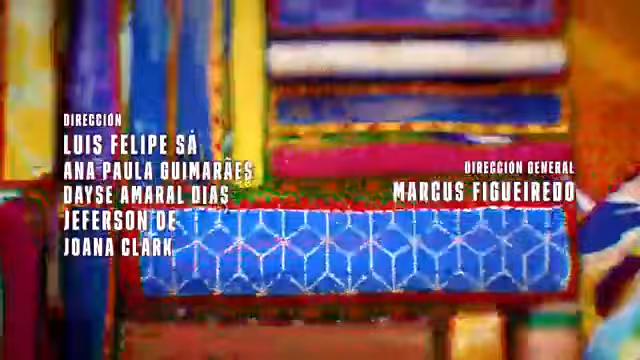 DIRECCIÓN
LUIS FELIPE SÁ
ANA PAULA GUIMARÃES
DAYSE AMARAL DIAS
JEFERSON DE
JOANA CLARK
DIRECCIÓN GENERAL
MARCUS FIGUEIREDO